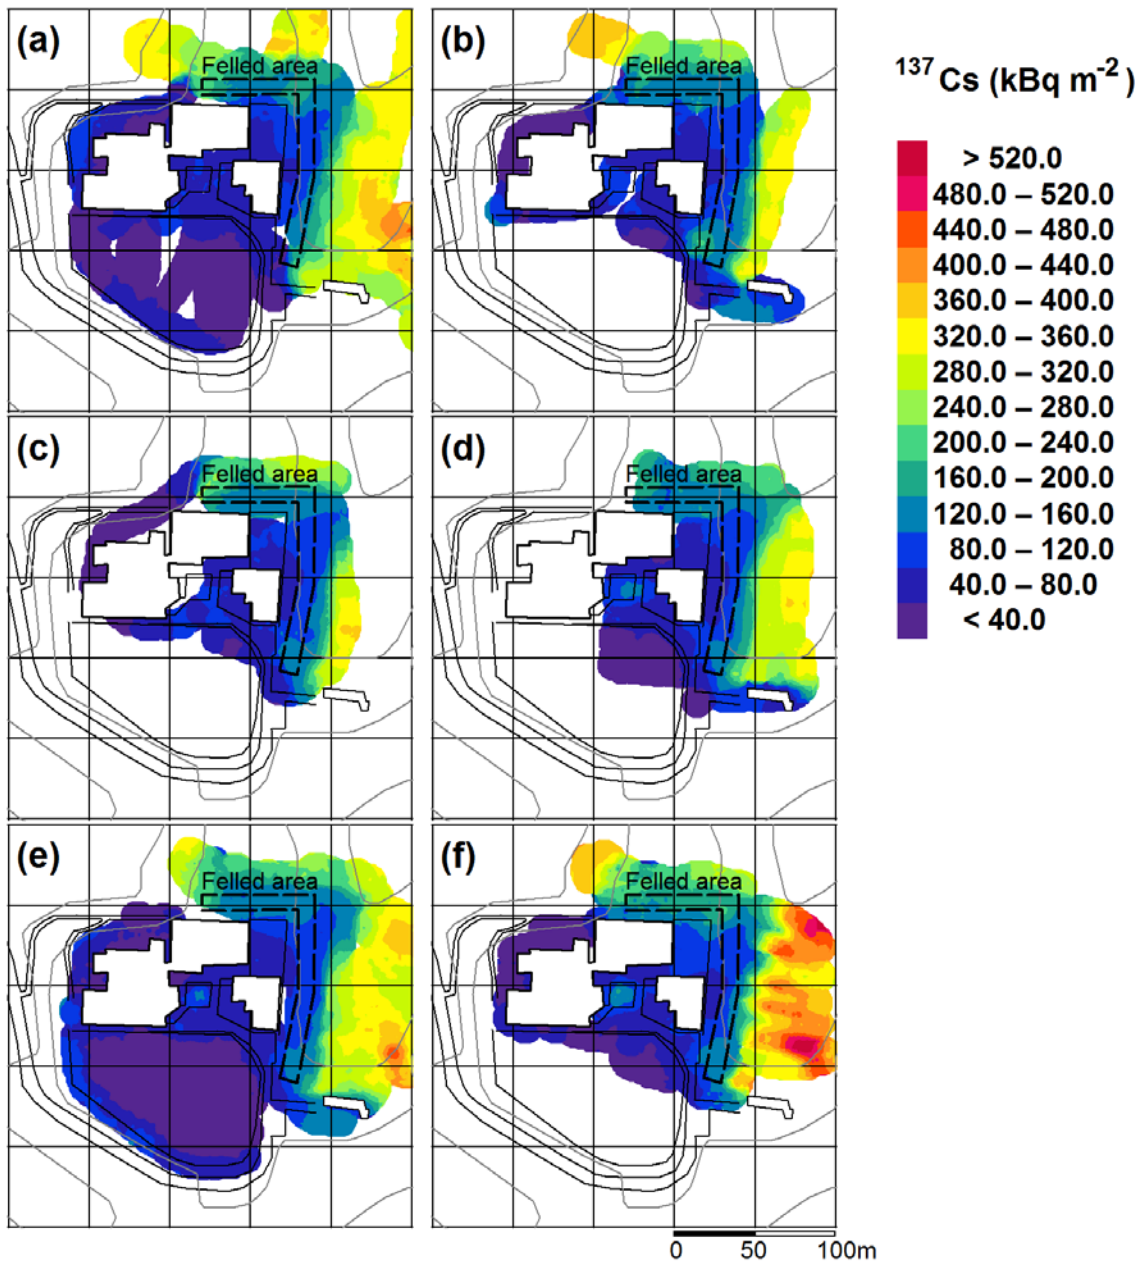 (a)
Felled area
(b)
Felled area
137 Cs (kBq m-2)
> 520.0
480.0 – 520.0
440.0 – 480.0
400.0 – 440.0
360.0 – 400.0
320.0 – 360.0
280.0 – 320.0
240.0 – 280.0
200.0 – 240.0
160.0 – 200.0
120.0 – 160.0
80.0 – 120.0
40.0 – 80.0
< 40.0
(c)
Felled area
(d)
Felled area
(e)
Felled area
(f)
Felled area
0 50 100m